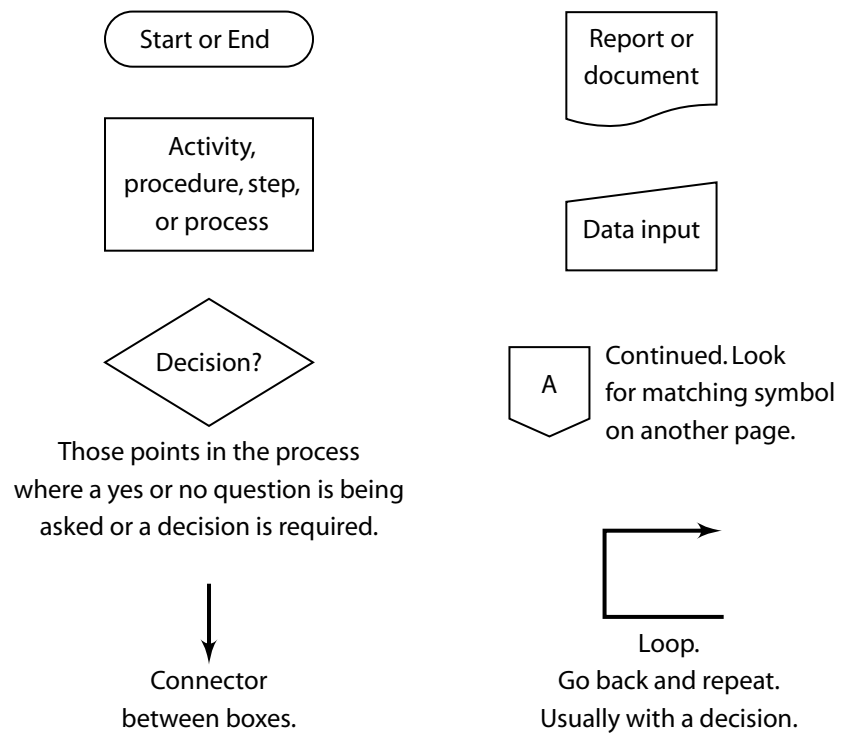 Start or End
Activity,
procedure, step,
or process
Decision?
Those points in the process
where a yes or no question is being
asked or a decision is required.
Connector
between boxes.
Report or
document
Data input
A
Continued. Look
for matching symbol
on another page.
Loop.
Go back and repeat.
Usually with a decision.